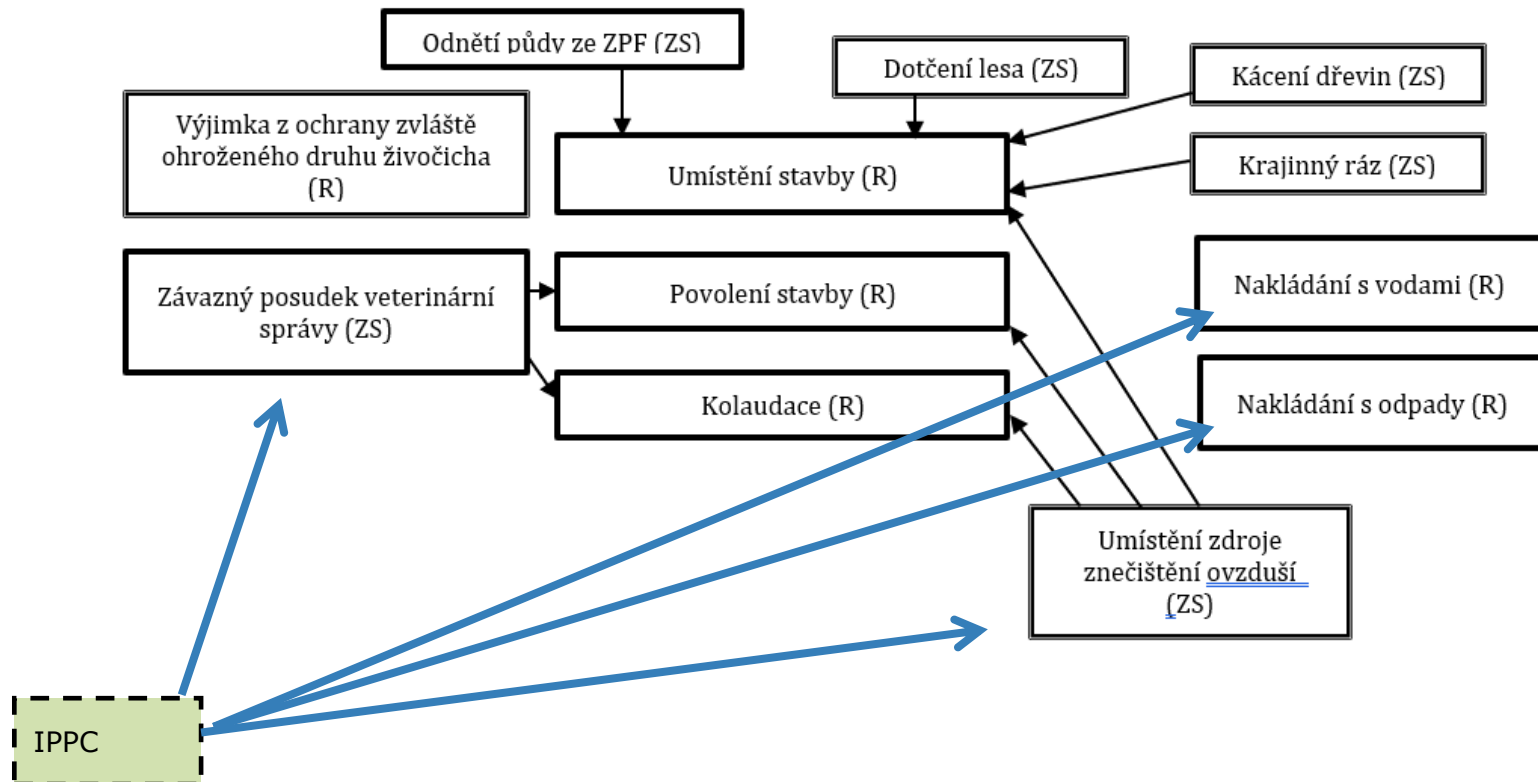 Odnětí půdy ze ZPF (ZS)
Dotčení lesa (ZS)
Kácení dřevin (ZS)
Výjimka z ochrany zvláště
ohroženého druhu živočicha
(R)
Umístění stavby (R)
Krajinný ráz (ZS)
Závazný posudek veterinární
správy (ZS)
Povolení stavby (R)
Nakládání s vodami (R)
Kolaudace (R)
Nakládání s odpady (R)
Umístění zdroje
znečištění ovzduší
(ZS)
IPPC